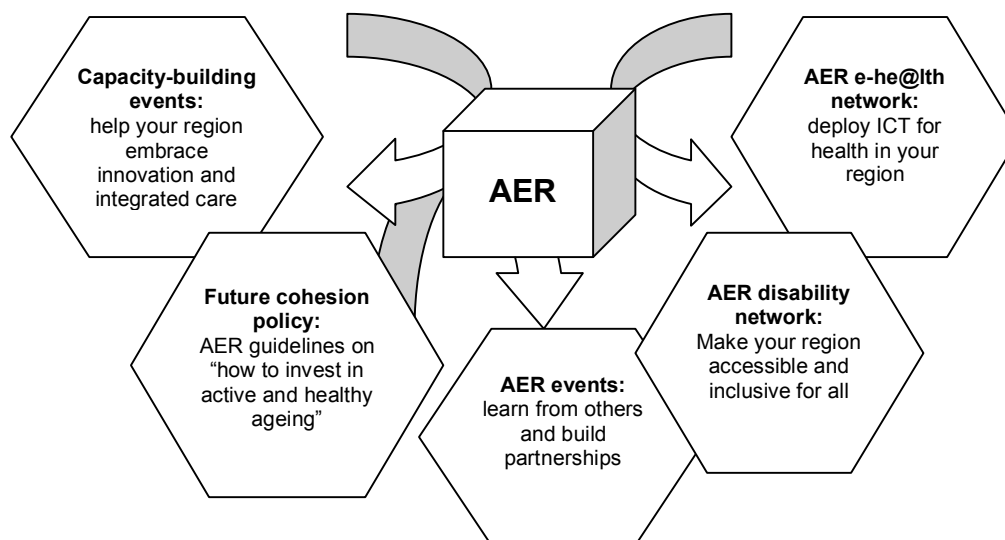 Capacity-building
events:
help your region
embrace
innovation and
integrated care
AER e-he@lth
network:
deploy ICT for
health in your
region
AER
Future cohesion
policy:
AER guidelines on
“how to invest in
active and healthy
ageing”
AER events:
learn from others
and build
partnerships
AER disability
network:
Make your region
accessible and
inclusive for all